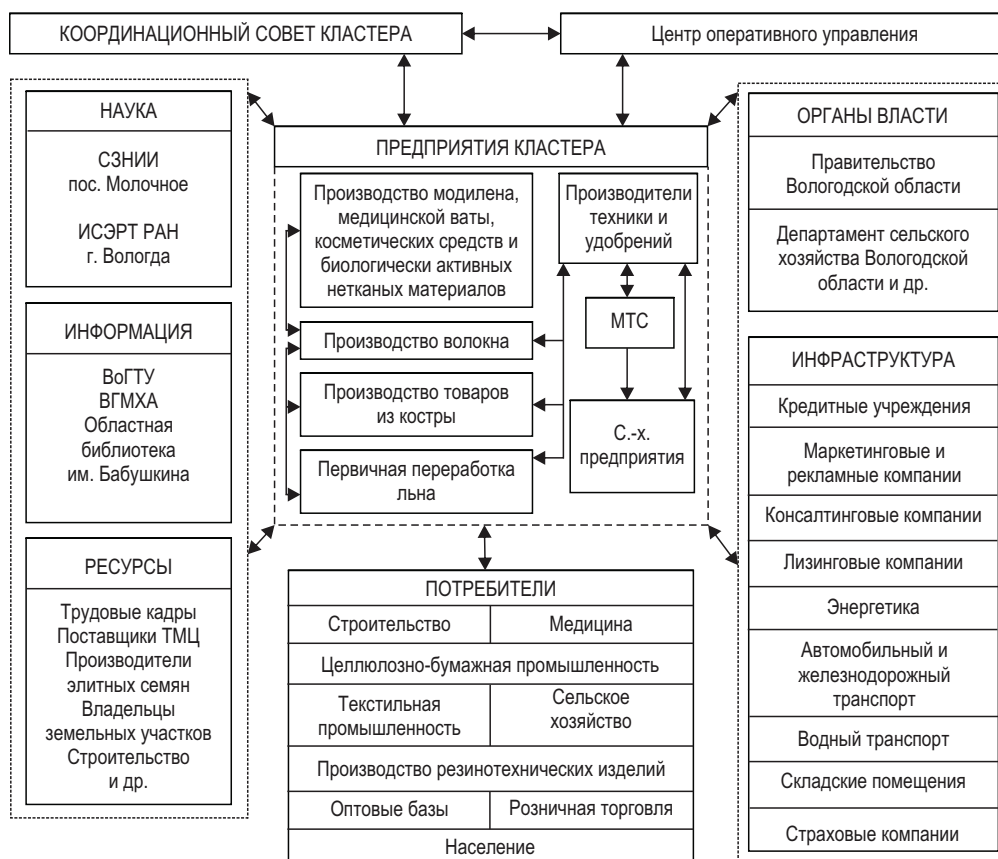 КООРДИНАЦИОННЫЙ СОВЕТ КЛАСТЕРА
Центр оперативного управления
НАУКА
СЗНИИ
пос. Молочное
ИСЭРТ РАН
г. Вологда
ИНФОРМАЦИЯ
ВоГТУ
ВГМХА
Областная
библиотека
им. Бабушкина
РЕСУРСЫ
Трудовые кадры
Поставщики ТМЦ
Производители
элитных семян
Владельцы
земельных участков
Строительство
и др.
ПРЕДПРИЯТИЯ КЛАСТЕРА
Производство модилена,
медицинской ваты,
косметических средств и
биологически активных
нетканых материалов
Производство волокна
Производство товаров
из костры
Первичная переработка
льна
Производители
техники и
удобрений
МТС
С.-х.
предприятия
ПОТРЕБИТЕЛИ
Строительство
Медицина
Целлюлозно-бумажная промышленность
Текстильная
промышленность
Сельское
хозяйство
Производство резинотехнических изделий
Оптовые базы
Розничная торговля
Население
ОРГАНЫ ВЛАСТИ
Правительство
Вологодской области
Департамент сельского
хозяйства Вологодской
области и др.
ИНФРАСТРУКТУРА
Кредитные учреждения
Маркетинговые и
рекламные компании
Консалтинговые компании
Лизинговые компании
Энергетика
Автомобильный и
железнодорожный
транспорт
Водный транспорт
Складские помещения
Страховые компании